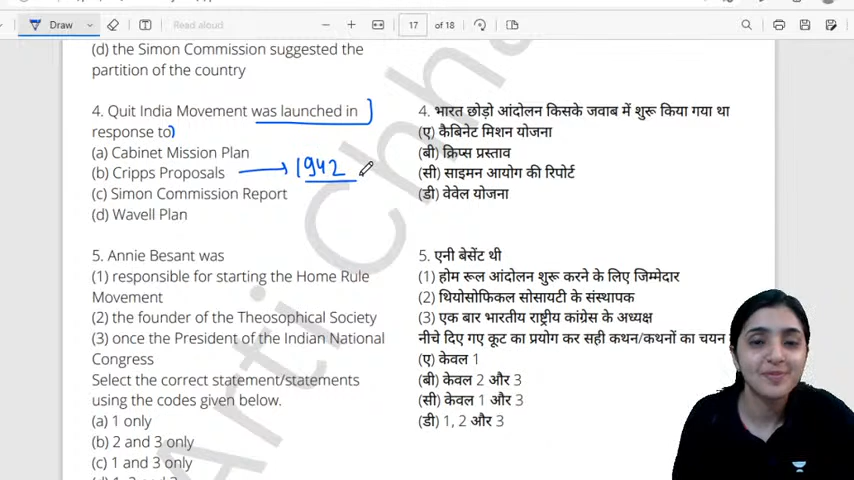 Draw
Read aloud
17
of 18
(d) the Simon Commission suggested the
partition of the country
4. Quit India Movement was launched in
response to
(a) Cabinet Mission Plan
(b) Cripps Proposals
1942
(c) Simon Commission Report
(d) Wavell Plan
5. Annie Besant was
(1) responsible for starting the Home Rule
Movement
(2) the founder of the Theosophical Society
(3) once the President of the Indian National
Congress
Select the correct statement/statements
using the codes given below.
(a) 1 only
(b) 2 and 3 only
(c) 1 and 3 only
4. भारत छोड़ो आंदोलन किसके जवाब में शुरू किया गया था
(ए) कैबिनेट मिशन योजना
(बी) क्रिप्स प्रस्ताव
(सी) साइमन आयोग की रिपोर्ट
(डी) वेवेल योजना
5. एनी बेसेंट थी
(1) होम रूल आंदोलन शुरू करने के लिए जिम्मेदार
(2) थियोसोफिकल सोसायटी के संस्थापक
(3) एक बार भारतीय राष्ट्रीय कांग्रेस के अध्यक्ष
नीचे दिए गए कूट का प्रयोग कर सही कथन/कथनों का चयन
(ए) केवल 1
(बी) केवल 2 और 3
(सी) केवल 1 और 3
(डी) 1, 2 और 3
Arti Chha